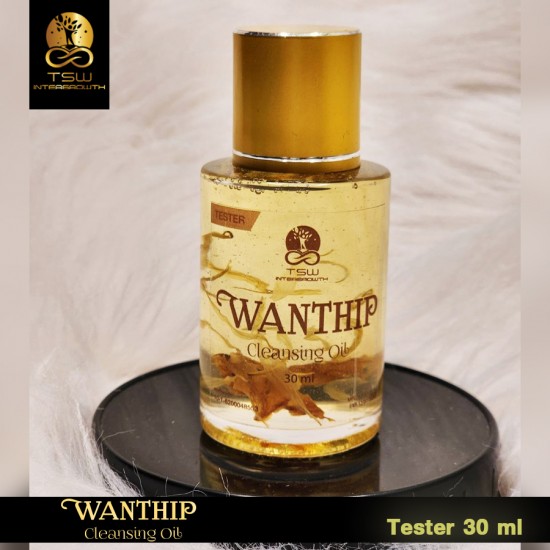 TSW
INTERGROWTH
TESTER
TSW
INTERGROWTH
WANTHIP
Cleansing Oil
30 ml
WANTHIP
Cleansing Oil
Tester 30 ml